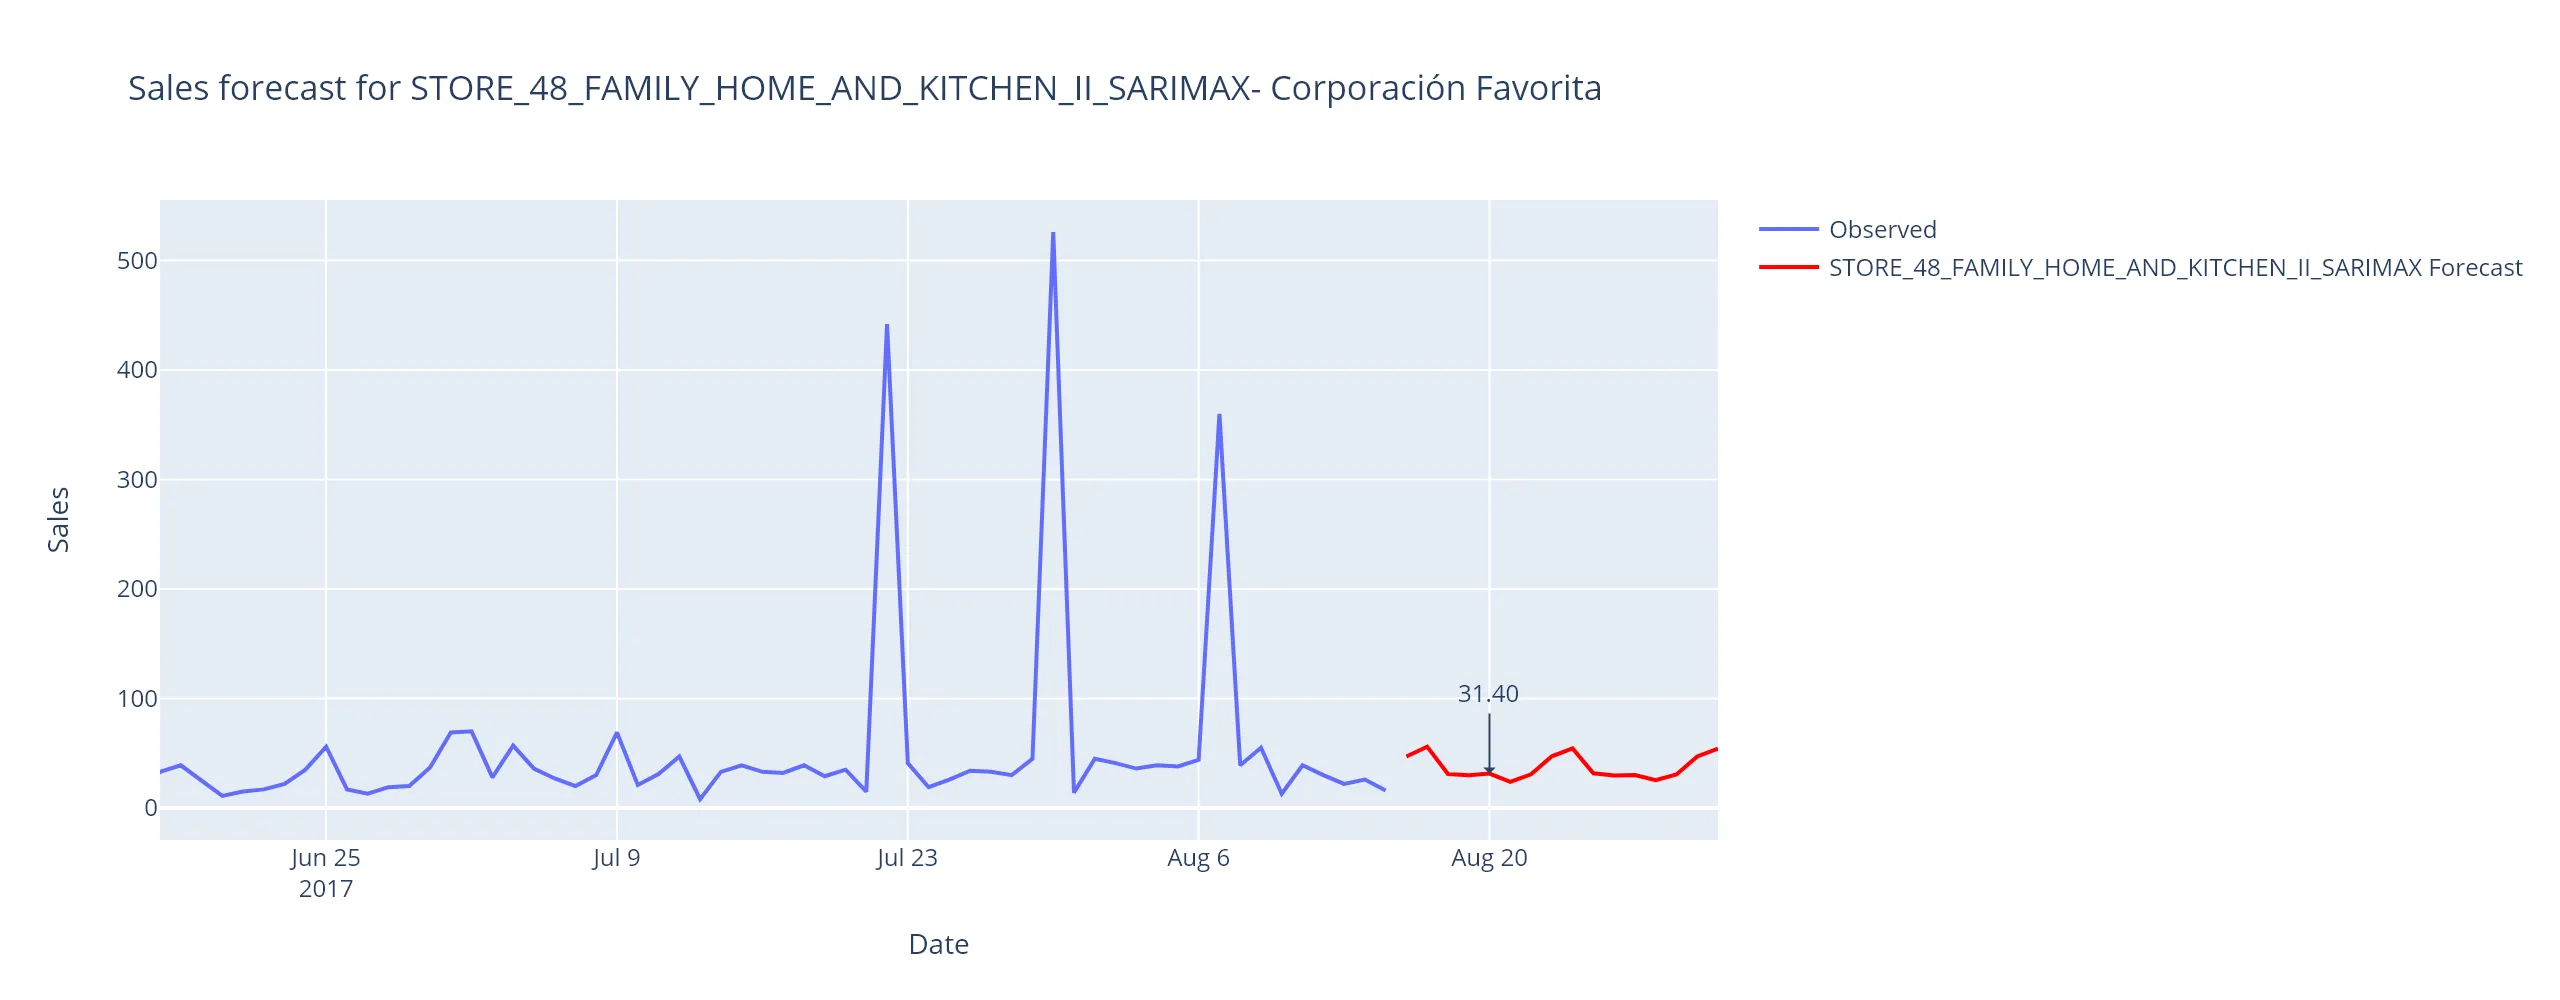 Sales forecast for STORE_48_FAMILY_HOME_AND_KITCHEN_II_SARIMAX- Corporación Favorita
Observed
STORE_48_FAMILY_HOME_AND_KITCHEN_II_SARIMAX Forecast
500
400
300
200
100
0
Sales
31.40
Jun 25
2017
Jul 9
Jul 23
Aug 6
Aug 20
Date